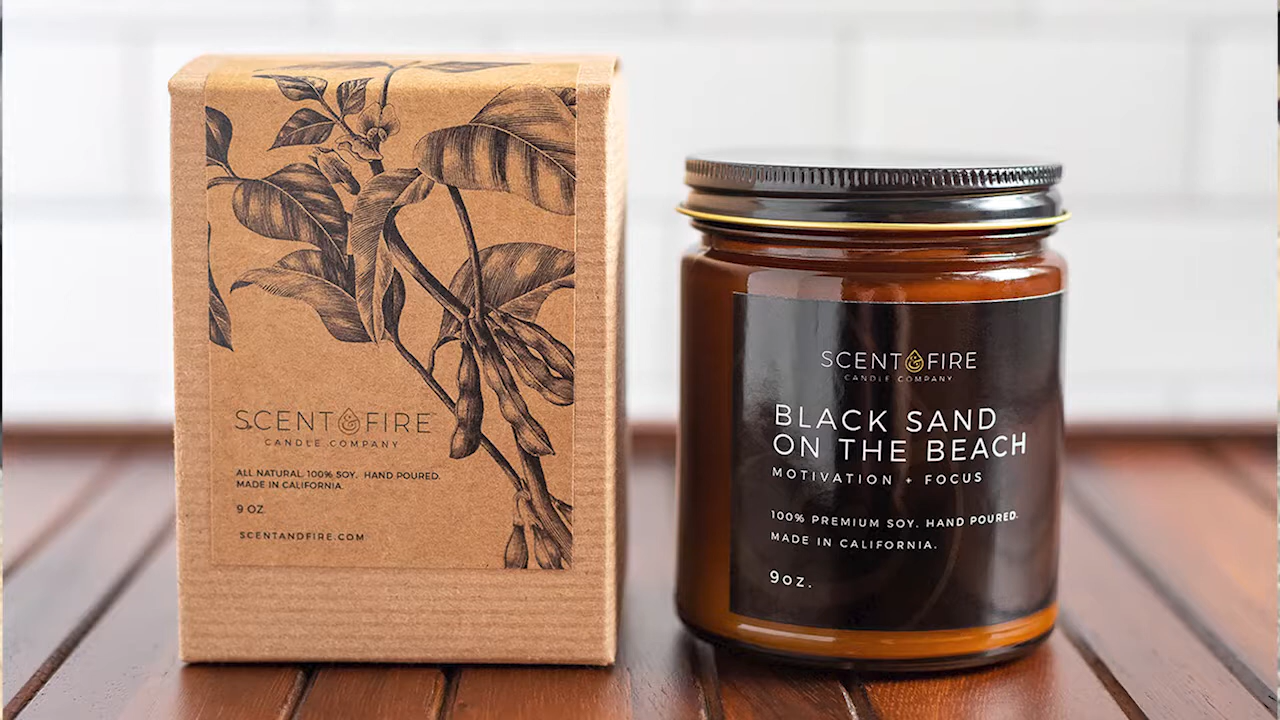 SCENT&FIRE
CANDLE COMPANY
ALL NATURAL. 100% SOY. HAND POURED.
MADE IN CALIFORNIA.
9 OZ.
SCENTANDFIRE.COM
SCENT&FIRE
CANDLE COMPANY
BLACK SAND
ON THE BEACH
MOTIVATION + FOCUS
100% PREMIUM SOY. HAND POURED.
MADE IN CALIFORNIA.
9oz.